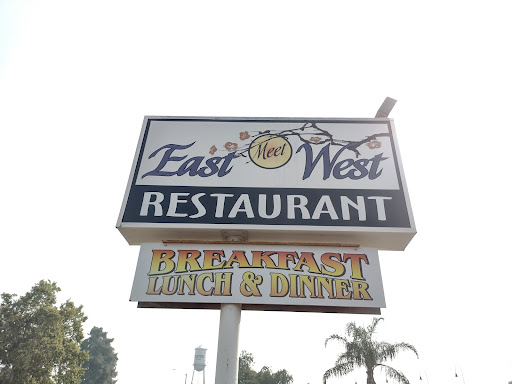 East Meet West
RESTAURANT
BREAKFAST
LUNCH & DINNER